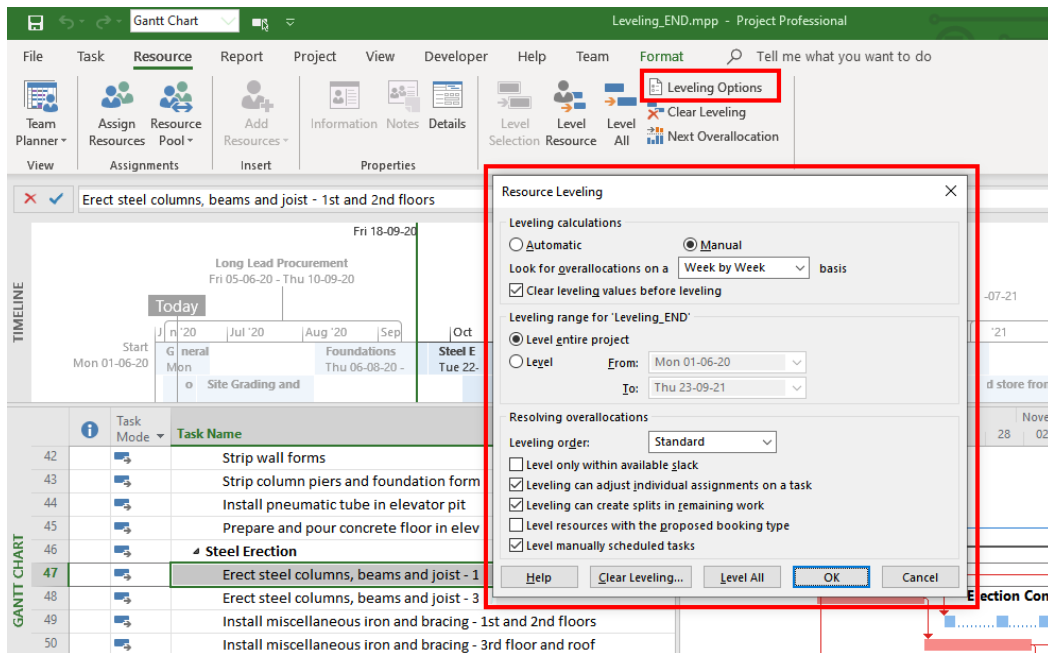 Gantt Chart
Leveling_END.mpp - Project Professional
File Task Resource Report Project View Developer Help Team Format Tell me what you want to do
Team Planner
Assign Resources
Resource Pool
Add Resources
Information Notes Details
Level Selection
Level Resource
Level All
Leveling Options
Clear Leveling
Next Overallocation
View Assignments Insert Properties
Erect steel columns, beams and joist - 1st and 2nd floors
Resource Leveling
Leveling calculations
Automatic Manual
Look for overallocations on a Week by Week basis
Clear leveling values before leveling
Leveling range for 'Leveling_END'
Level entire project
Level From: Mon 01-06-20
To: Thu 23-09-21
Resolving overallocations
Leveling order: Standard
Level only within available slack
Leveling can adjust individual assignments on a task
Leveling can create splits in remaining work
Level resources with the proposed booking type
Level manually scheduled tasks
Help Clear Leveling... Level All OK Cancel
TIMELINE
Fri 18-09-20
Long Lead Procurement
Fri 05-06-20 - Thu 10-09-20
-07-21
Today
J n '20 Jul '20 Aug '20 Sep Oct '21
Start
Mon 01-06-20
G neral
Mon
Foundations
Thu 06-08-20 -
Steel E
Tue 22-
o Site Grading and
d store fron
GANTT CHART
Task Mode
Task Name
Nove
28 02
42 Strip wall forms
43 Strip column piers and foundation form
44 Install pneumatic tube in elevator pit
45 Prepare and pour concrete floor in elev
46 Steel Erection
47 Erect steel columns, beams and joist - 1
48 Erect steel columns, beams and joist - 3
Erection Con
49 Install miscellaneous iron and bracing - 1st and 2nd floors
50 Install miscellaneous iron and bracing - 3rd floor and roof